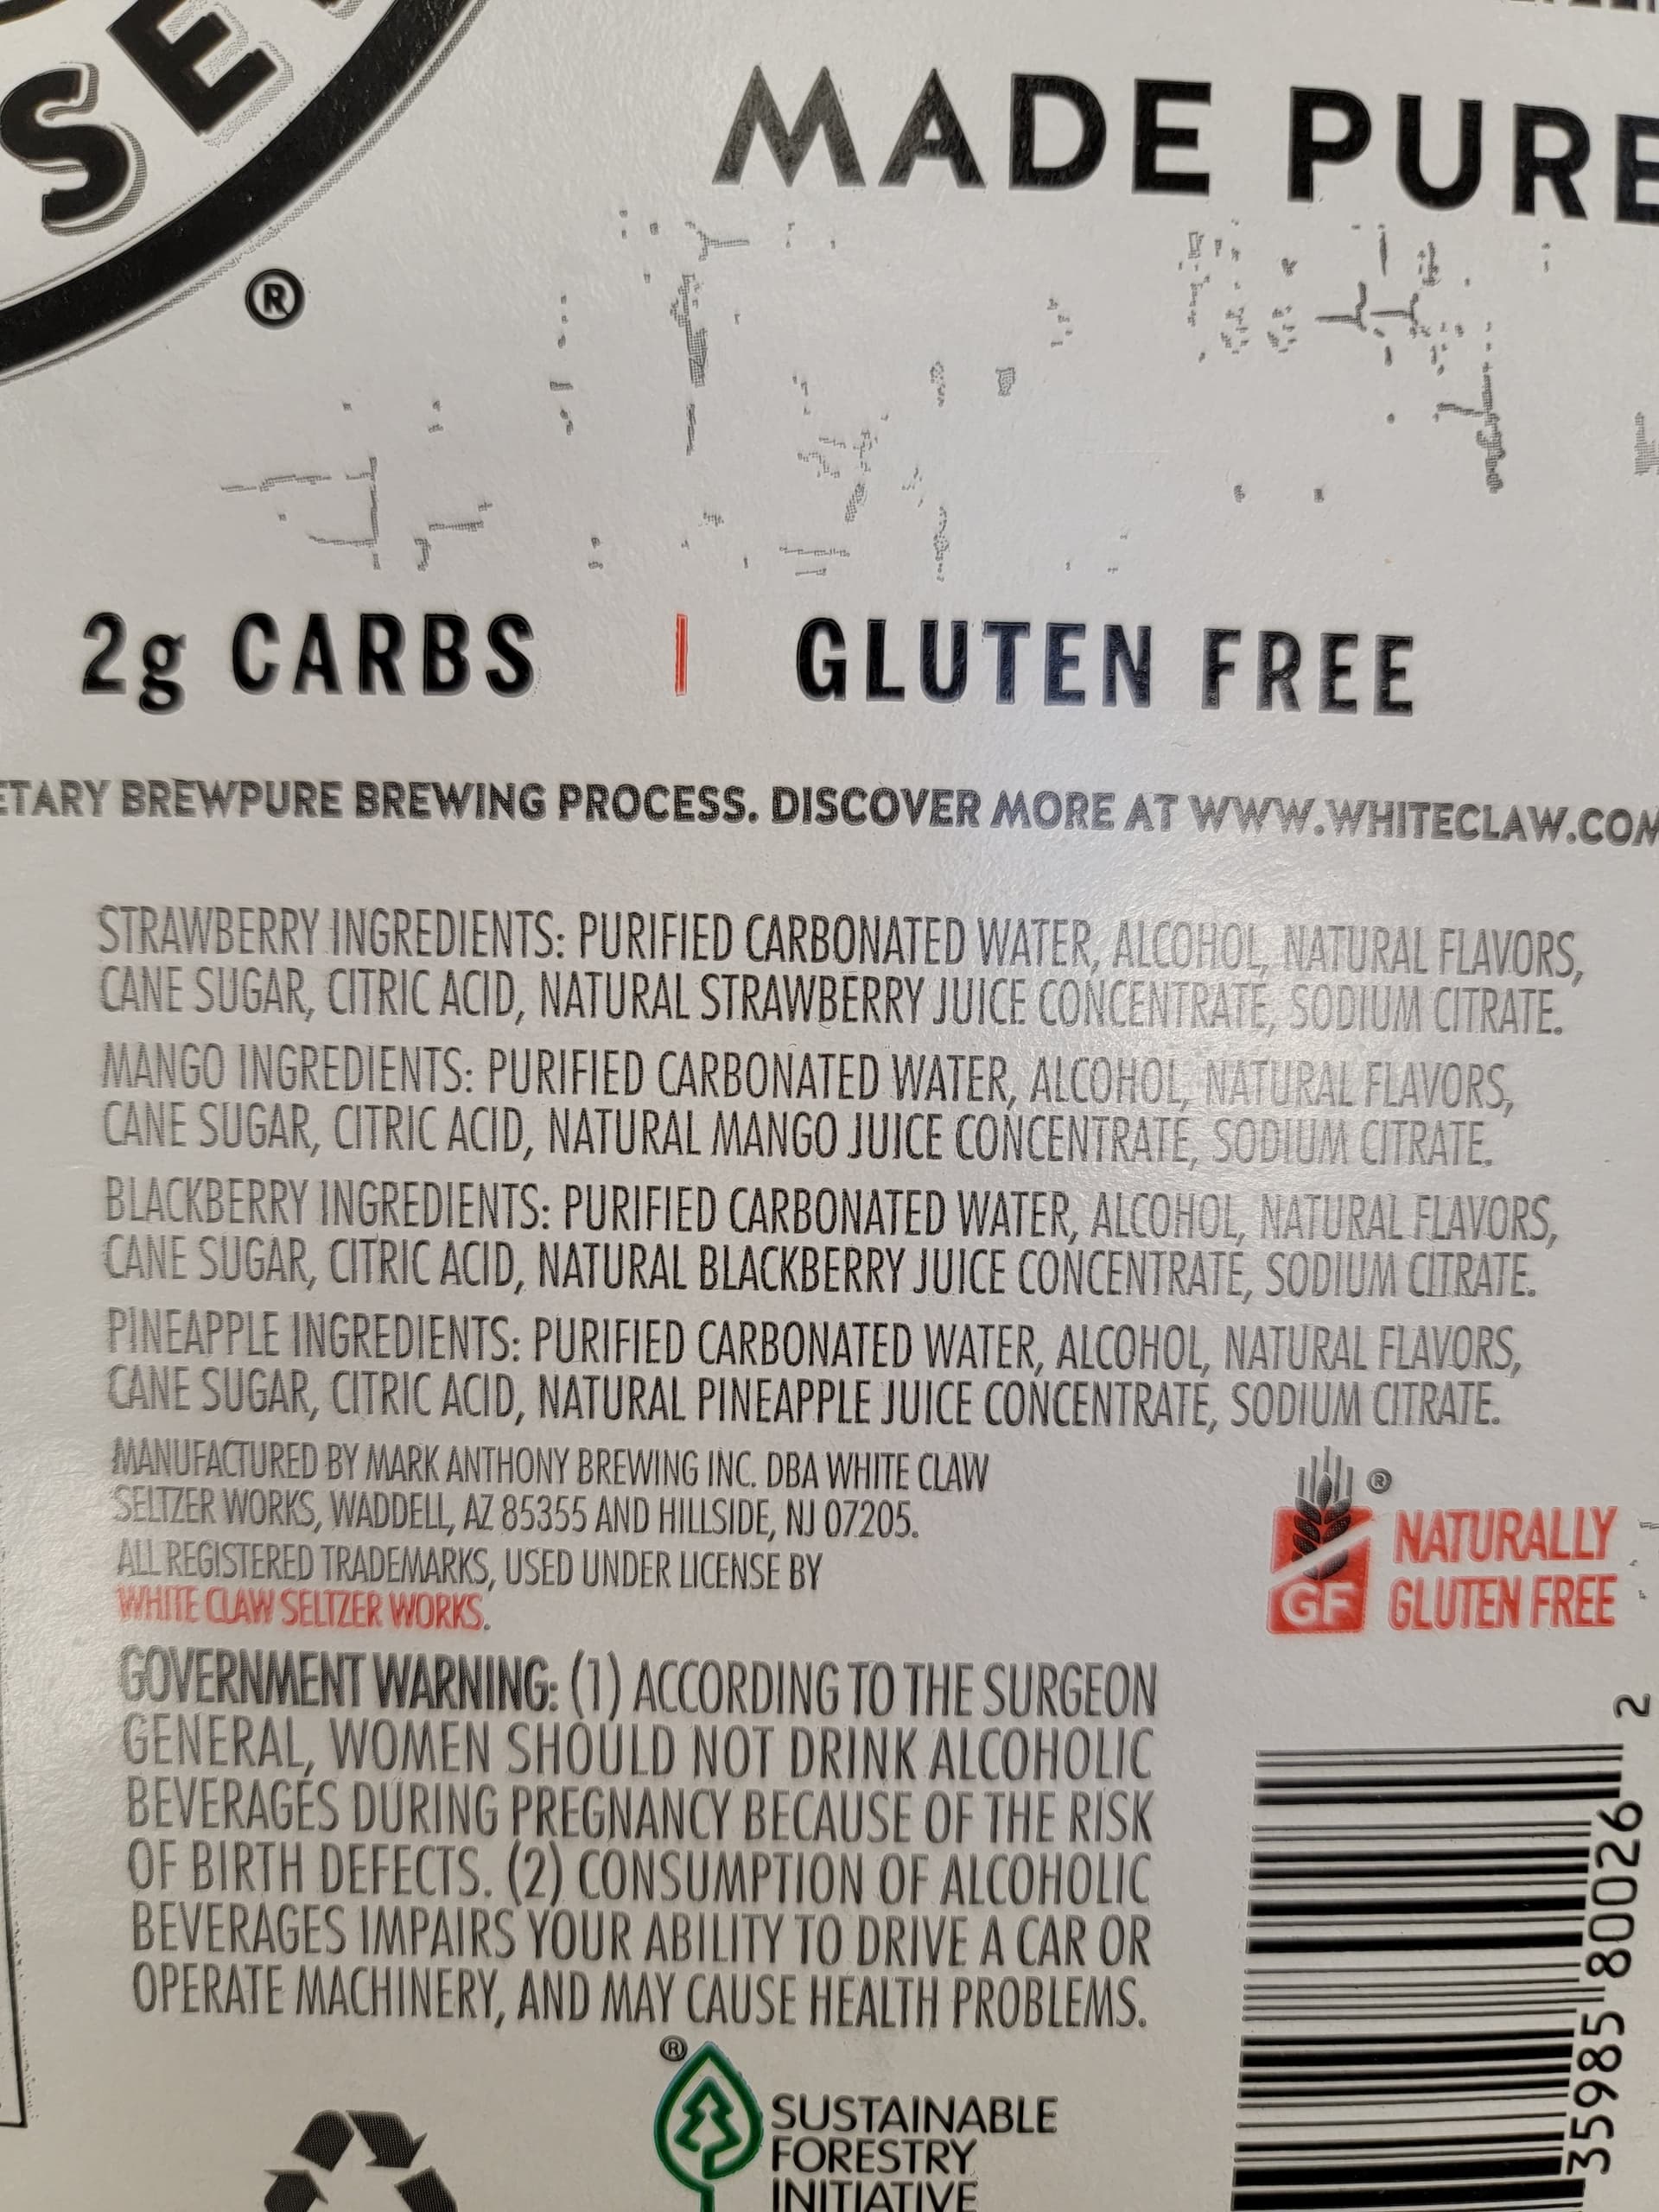 SE
®
MADE PURE
2g CARBS | GLUTEN FREE
BREWPURE BREWING PROCESS. DISCOVER MORE AT WWW.WHITECLAW.COM
STRAWBERRY INGREDIENTS: PURIFIED CARBONATED WATER, ALCOHOL, NATURAL FLAVORS,
CANE SUGAR, CITRIC ACID, NATURAL STRAWBERRY JUICE CONCENTRATE, SODIUM CITRATE.
MANGO INGREDIENTS: PURIFIED CARBONATED WATER, ALCOHOL, NATURAL FLAVORS,
CANE SUGAR, CITRIC ACID, NATURAL MANGO JUICE CONCENTRATE, SODIUM CITRATE.
BLACKBERRY INGREDIENTS: PURIFIED CARBONATED WATER, ALCOHOL, NATURAL FLAVORS,
CANE SUGAR, CITRIC ACID, NATURAL BLACKBERRY JUICE CONCENTRATE, SODIUM CITRATE.
PINEAPPLE INGREDIENTS: PURIFIED CARBONATED WATER, ALCOHOL, NATURAL FLAVORS,
CANE SUGAR, CITRIC ACID, NATURAL PINEAPPLE JUICE CONCENTRATE, SODIUM CITRATE.
MANUFACTURED BY MARK ANTHONY BREWING INC. DBA WHITE CLAW
SELTZER WORKS, WADDELL, AZ 85355 AND HILLSIDE, NJ 07205.
ALL REGISTERED TRADEMARKS, USED UNDER LICENSE BY
WHITE CLAW SELTZER WORKS.
®
GF
NATURALLY
GLUTEN FREE
GOVERNMENT WARNING: (1) ACCORDING TO THE SURGEON
GENERAL, WOMEN SHOULD NOT DRINK ALCOHOLIC
BEVERAGES DURING PREGNANCY BECAUSE OF THE RISK
OF BIRTH DEFECTS. (2) CONSUMPTION OF ALCOHOLIC
BEVERAGES IMPAIRS YOUR ABILITY TO DRIVE A CAR OR
OPERATE MACHINERY, AND MAY CAUSE HEALTH PROBLEMS.
35985 80026 2
®
SUSTAINABLE
FORESTRY
INITIATIVE